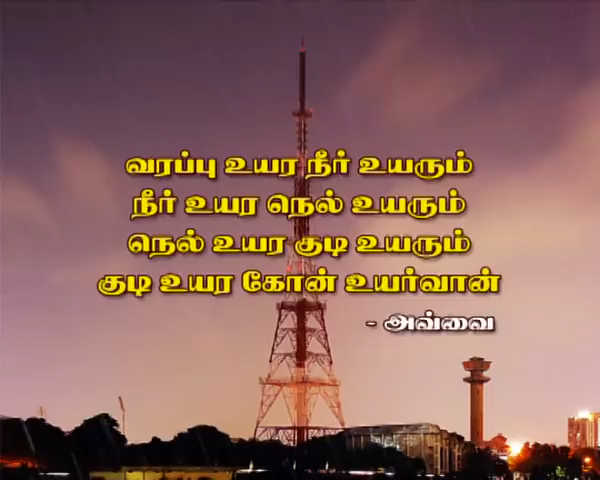 வரப்பு உயர நீர் உயரும்
நீர் உயர நெல் உயரும்
நெல் உயர குடி உயரும்
குடி உயர கோன் உயர்வான்
- அவ்வை